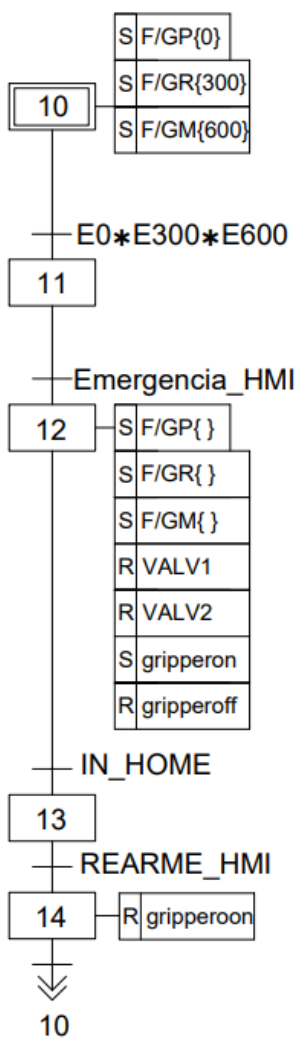 S F/GP{0}
S F/GR{300}
10
S F/GM{600}
E0*E300*E600
11
Emergencia_HMI
12 S F/GP{ }
S F/GR{ }
S F/GM{ }
R VALV1
R VALV2
S gripperon
R gripperoff
IN_HOME
13
REARME_HMI
14 R gripperoon
10